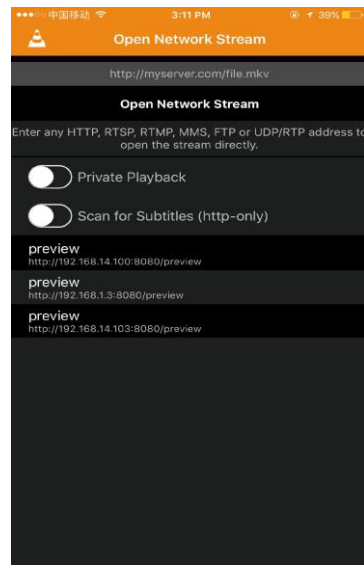 中国移动 3:11 PM 39%
Open Network Stream
http://myserver.com/file.mkv
Open Network Stream
Enter any HTTP, RTSP, RTMP, MMS, FTP or UDP/RTP address to
open the stream directly.
Private Playback
Scan for Subtitles (http-only)
preview
http://192.168.14.100:8080/preview
preview
http://192.168.1.3:8080/preview
preview
http://192.168.14.103:8080/preview